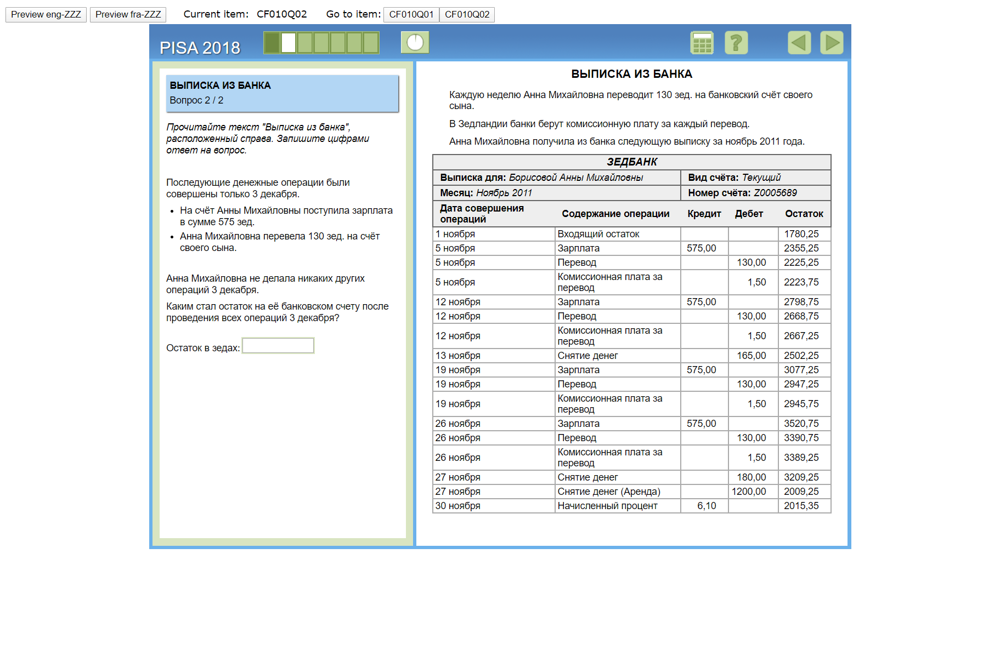 Preview eng-ZZZ Preview fra-ZZZ Current item: CF010Q02 Go to item: CF010Q01 CF010Q02
PISA 2018
?
ВЫПИСКА ИЗ БАНКА
Вопрос 2 / 2
Прочитайте текст "Выписка из банка",
расположенный справа. Запишите цифрами
ответ на вопрос.
Последующие денежные операции были
совершены только 3 декабря.
• На счёт Анны Михайловны поступила зарплата
в сумме 575 зед.
• Анна Михайловна перевела 130 зед. на счёт
своего сына.
Анна Михайловна не делала никаких других
операций 3 декабря.
Каким стал остаток на её банковском счету после
проведения всех операций 3 декабря?
Остаток в зедах:
ВЫПИСКА ИЗ БАНКА
Каждую неделю Анна Михайловна переводит 130 зед. на банковский счёт своего
сына.
В Зедландии банки берут комиссионную плату за каждый перевод.
Анна Михайловна получила из банка следующую выписку за ноябрь 2011 года.
ЗЕДБАНК
Выписка для: Борисовой Анны Михайловны Вид счёта: Текущий
Месяц: Ноябрь 2011 Номер счёта: Z0005689
Дата совершения
операций Содержание операции Кредит Дебет Остаток
1 ноября Входящий остаток 1780,25
5 ноября Зарплата 575,00 2355,25
5 ноября Перевод 130,00 2225,25
5 ноября Комиссионная плата за
перевод 1,50 2223,75
12 ноября Зарплата 575,00 2798,75
12 ноября Перевод 130,00 2668,75
12 ноября Комиссионная плата за
перевод 1,50 2667,25
13 ноября Снятие денег 165,00 2502,25
19 ноября Зарплата 575,00 3077,25
19 ноября Перевод 130,00 2947,25
19 ноября Комиссионная плата за
перевод 1,50 2945,75
26 ноября Зарплата 575,00 3520,75
26 ноября Перевод 130,00 3390,75
26 ноября Комиссионная плата за
перевод 1,50 3389,25
27 ноября Снятие денег 180,00 3209,25
27 ноября Снятие денег (Аренда) 1200,00 2009,25
30 ноября Начисленный процент 6,10 2015,35